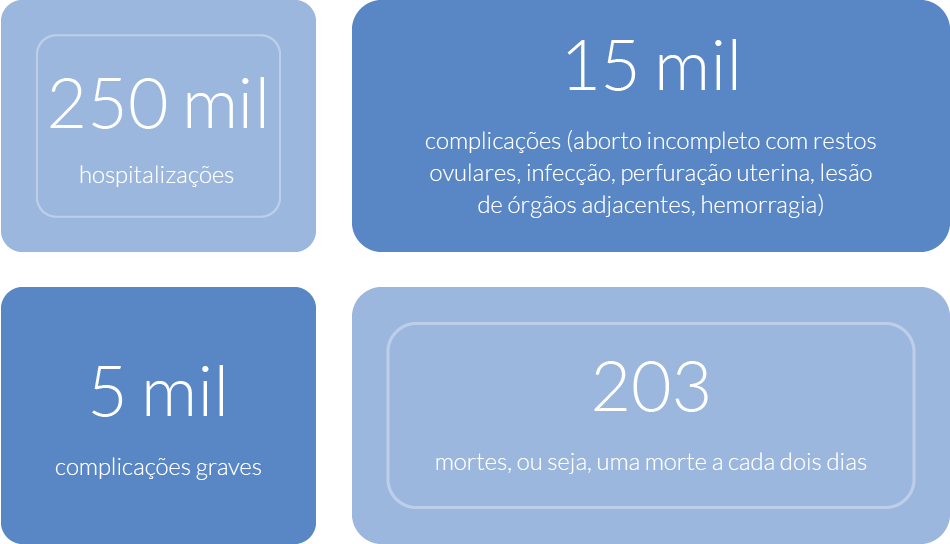 250 mil
hospitalizações
15 mil
complicações (aborto incompleto com restos
ovulares, infecção, perfuração uterina, lesão
de órgãos adjacentes, hemorragia)
5 mil
complicações graves
203
mortes, ou seja, uma morte a cada dois dias